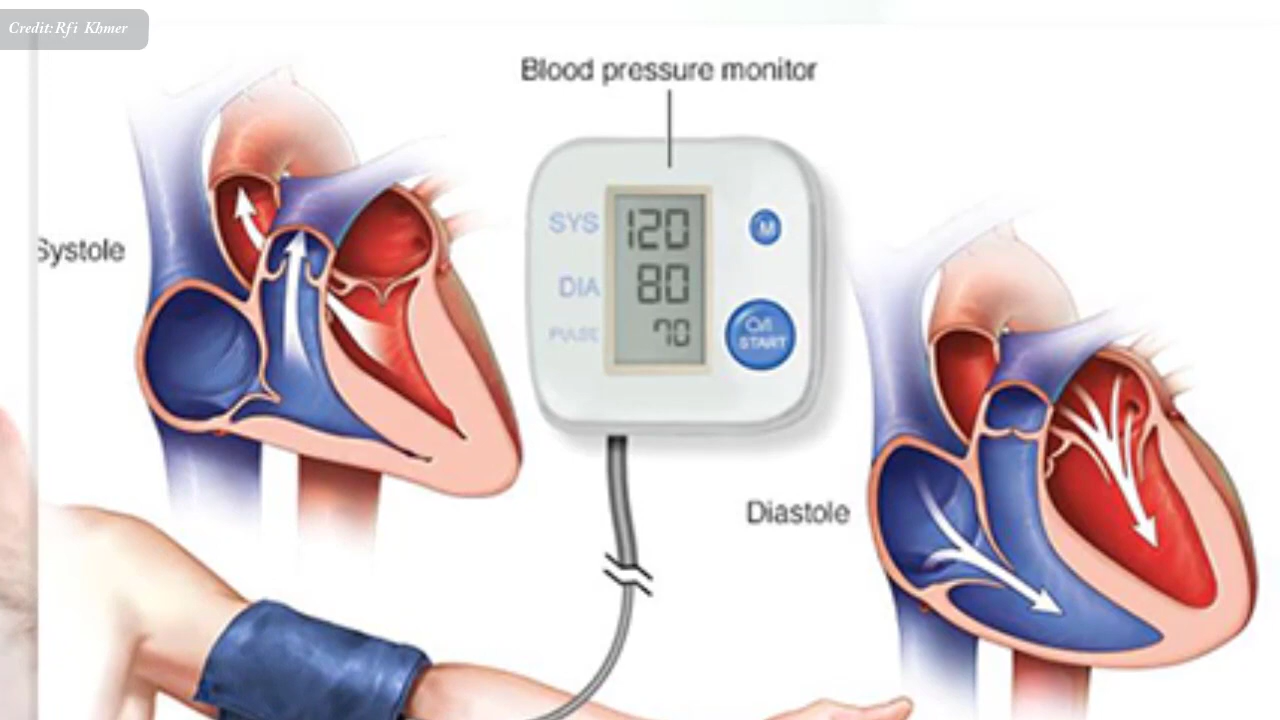 Credit:Rfi Khmer
Blood pressure monitor
Systole
SYS 120
M
DIA 80
PULSE 70
O/I
START
Diastole